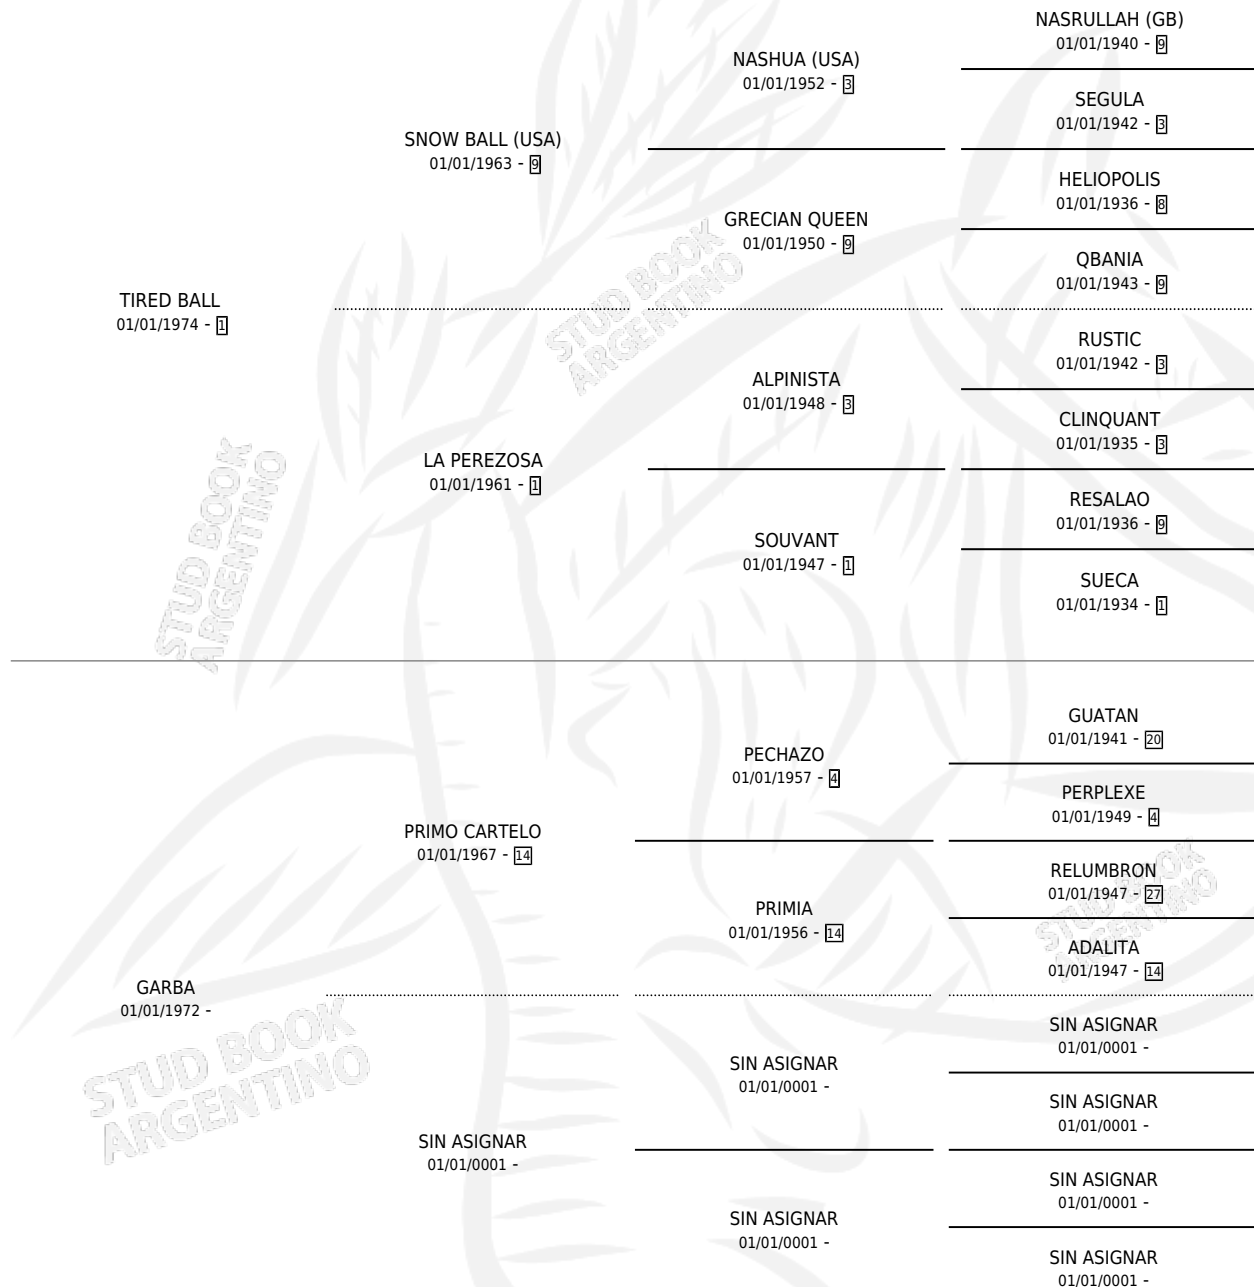 NASRULLAH (GB)
01/01/1940 - 9
NASHUA (USA)
01/01/1952 - 3
SEGULA
01/01/1942 - 3
SNOW BALL (USA)
01/01/1963 - 9
HELIOPOLIS
01/01/1936 - 8
GRECIAN QUEEN
01/01/1950 - 9
QBANIA
01/01/1943 - 9
TIRED BALL
01/01/1974 - 1
RUSTIC
01/01/1942 - 3
ALPINISTA
01/01/1948 - 3
CLINQUANT
01/01/1935 - 3
LA PEREZOSA
01/01/1961 - 1
RESALAO
01/01/1936 - 9
SOUVANT
01/01/1947 - 1
SUECA
01/01/1934 - 1
GUATAN
01/01/1941 - 20
PECHAZO
01/01/1957 - 4
PERPLEXE
01/01/1949 - 4
PRIMO CARTELO
01/01/1967 - 14
RELUMBRON
01/01/1947 - 27
PRIMIA
01/01/1956 - 14
ADALITA
01/01/1947 - 14
GARBA
01/01/1972 -
SIN ASIGNAR
01/01/0001 -
SIN ASIGNAR
01/01/0001 -
SIN ASIGNAR
01/01/0001 -
SIN ASIGNAR
01/01/0001 -
SIN ASIGNAR
01/01/0001 -
SIN ASIGNAR
01/01/0001 -
SIN ASIGNAR
01/01/0001 -
STUD BOOK
ARGENTINO
STUD BOOK
ARGENTINO
STUD BOOK
ARGENTINO
STUD BOOK
ARGENTINO